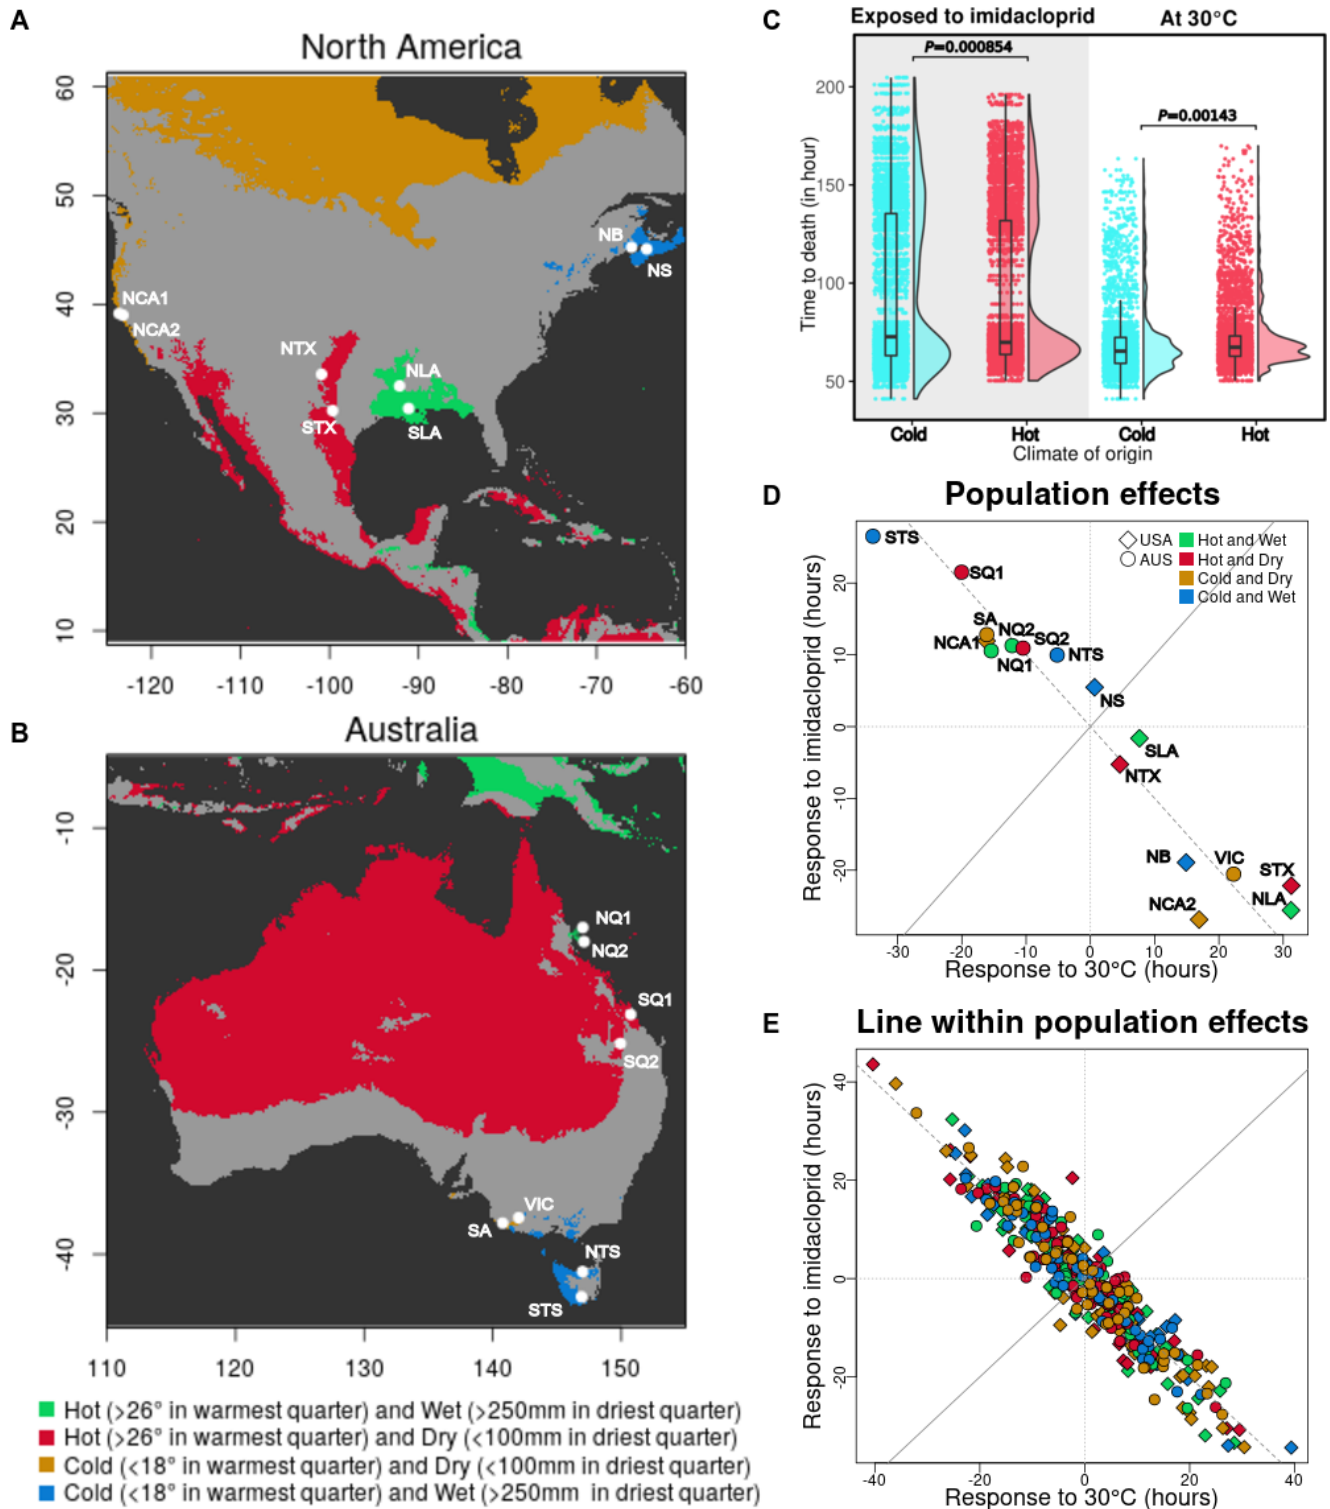 A
North America
60
50
40
30
20
10
-120
-110
-100
-90
-80
-70
-60
NB
NS
NCA1
NCA2
NTX
NLA
STX
SLA
B
Australia
-10
-20
-30
-40
110
120
130
140
150
NQ1
NQ2
SQ1
SQ2
VIC
SA
NTS
STS
Hot (>26° in warmest quarter) and Wet (>250mm in driest quarter)
Hot (>26° in warmest quarter) and Dry (<100mm in driest quarter)
Cold (<18° in warmest quarter) and Dry (<100mm in driest quarter)
Cold (<18° in warmest quarter) and Wet (>250mm in driest quarter)
C
Exposed to imidacloprid
At 30°C
P=0.000854
P=0.00143
Time to death (in hour)
200
150
100
50
Cold
Hot
Cold
Hot
Climate of origin
D
Population effects
Response to imidacloprid (hours)
20
10
0
-10
-20
-30
-20
-10
0
10
20
30
Response to 30°C (hours)
USA
AUS
Hot and Wet
Hot and Dry
Cold and Dry
Cold and Wet
STS
SQ1
SA
NQ2
SQ2
NCA1
NQ1
NTS
NS
SLA
NTX
NB
VIC
STX
NCA2
NLA
E
Line within population effects
Response to imidacloprid (hours)
40
20
0
-20
-40
-20
0
20
40
Response to 30°C (hours)